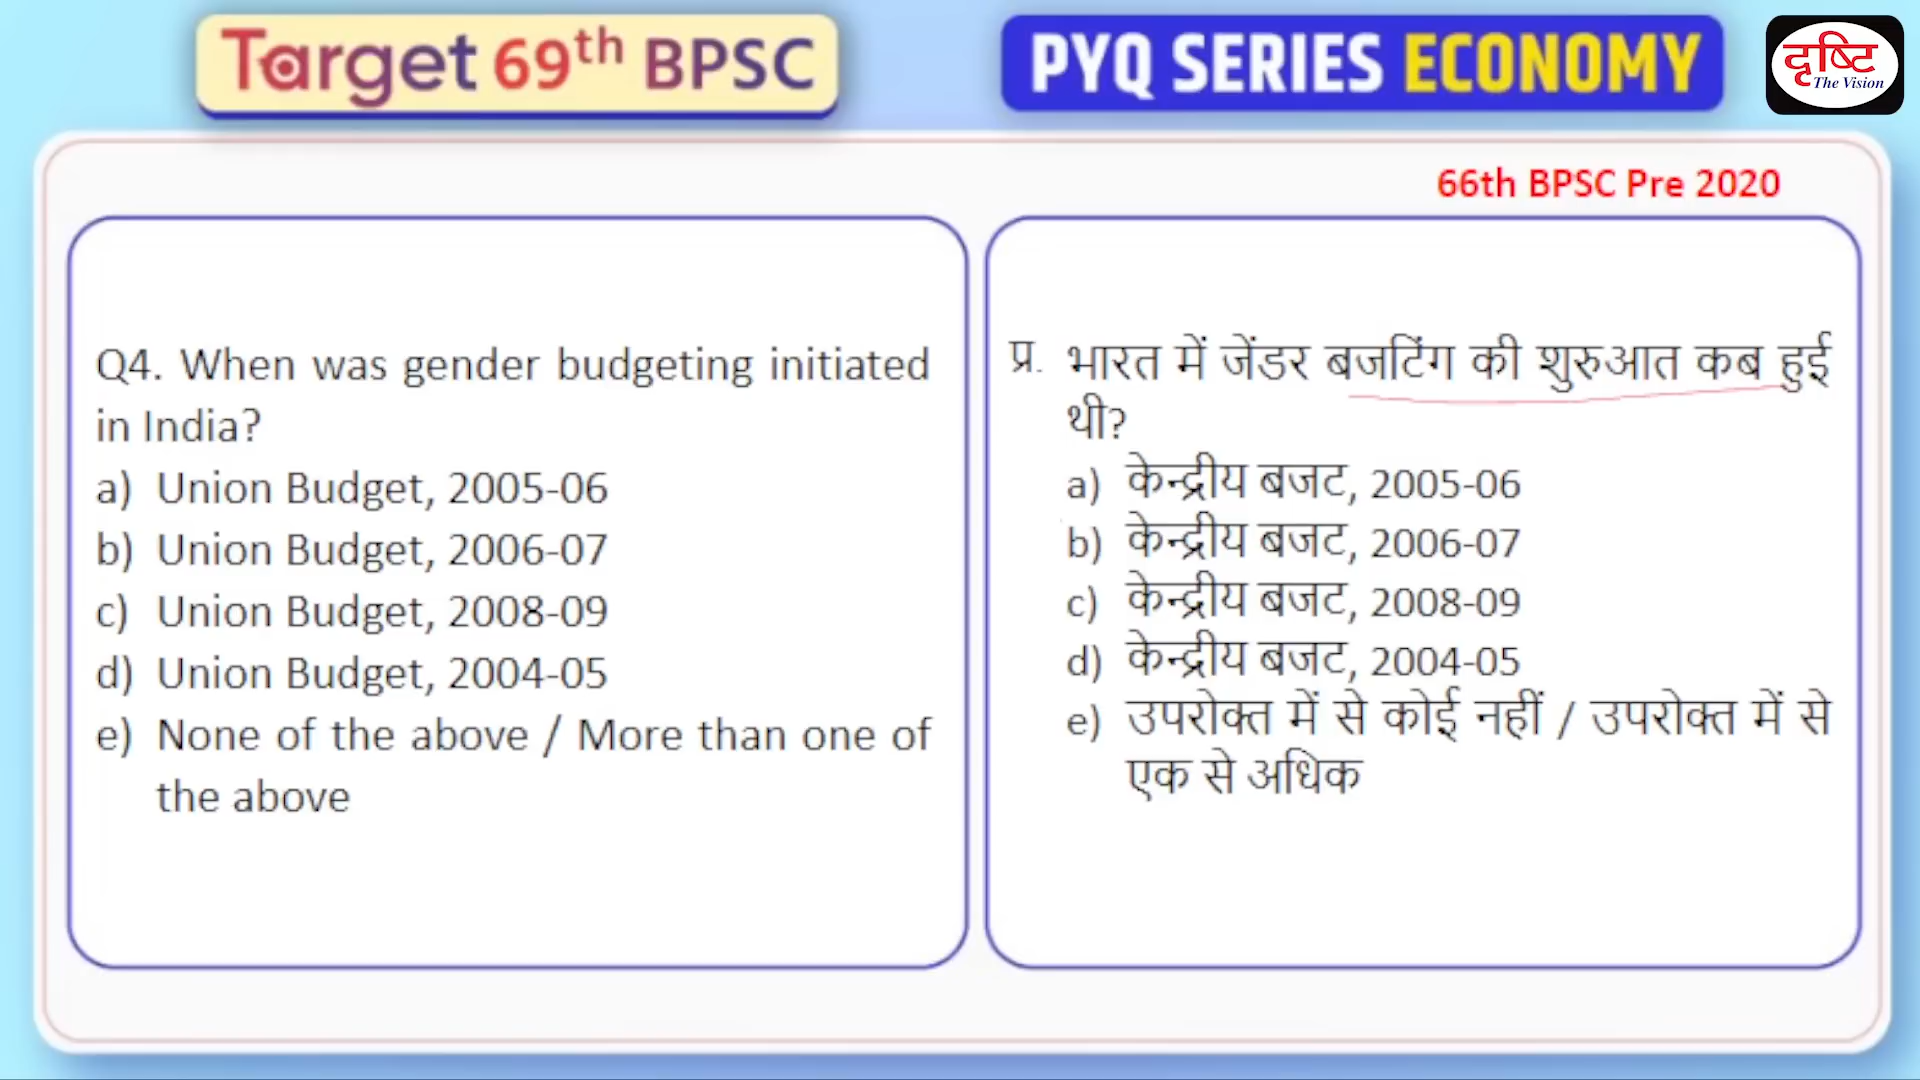 Target 69th BPSC
PYQ SERIES ECONOMY
दृष्टि
The Vision
66th BPSC Pre 2020
Q4. When was gender budgeting initiated
in India?
a) Union Budget, 2005-06
b) Union Budget, 2006-07
c) Union Budget, 2008-09
d) Union Budget, 2004-05
e) None of the above / More than one of
the above
प्र. भारत में जेंडर बजटिंग की शुरुआत कब हुई
थी?
a) केन्द्रीय बजट, 2005-06
b) केन्द्रीय बजट, 2006-07
c) केन्द्रीय बजट, 2008-09
d) केन्द्रीय बजट, 2004-05
e) उपरोक्त में से कोई नहीं / उपरोक्त में से
एक से अधिक